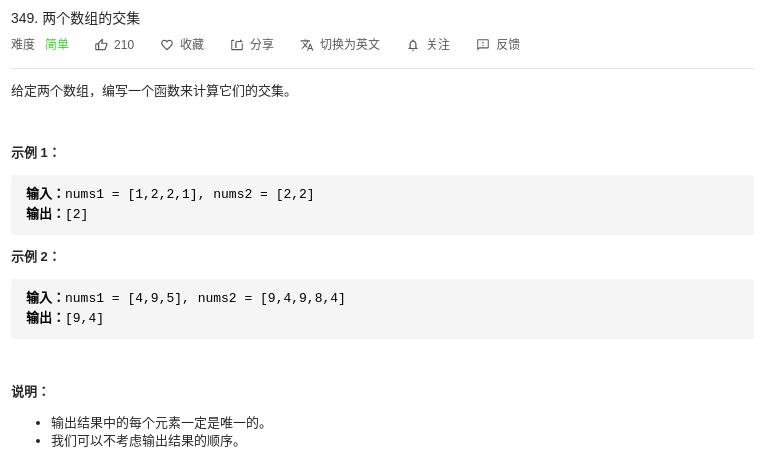 349. 两个数组的交集
难度 简单 210 收藏 分享 切换为英文 关注 反馈
给定两个数组，编写一个函数来计算它们的交集。
示例 1：
输入：nums1 = [1,2,2,1], nums2 = [2,2]
输出：[2]
示例 2：
输入：nums1 = [4,9,5], nums2 = [9,4,9,8,4]
输出：[9,4]
说明：
• 输出结果中的每个元素一定是唯一的。
• 我们可以不考虑输出结果的顺序。